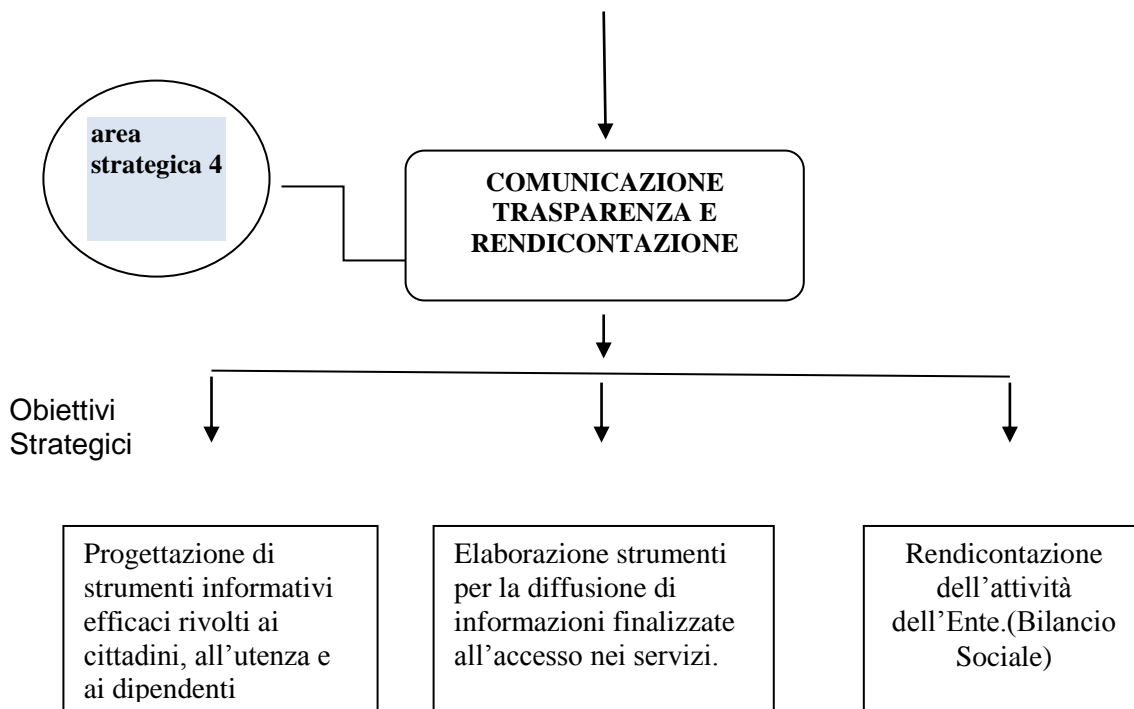 area
strategica 4
COMUNICAZIONE
TRASPARENZA E
RENDICONTAZIONE
Obiettivi
Strategici
Progettazione di
strumenti informativi
efficaci rivolti ai
cittadini, all’utenza e
ai dipendenti
Elaborazione strumenti
per la diffusione di
informazioni finalizzate
all’accesso nei servizi.
Rendicontazione
dell’attività
dell’Ente.(Bilancio
Sociale)